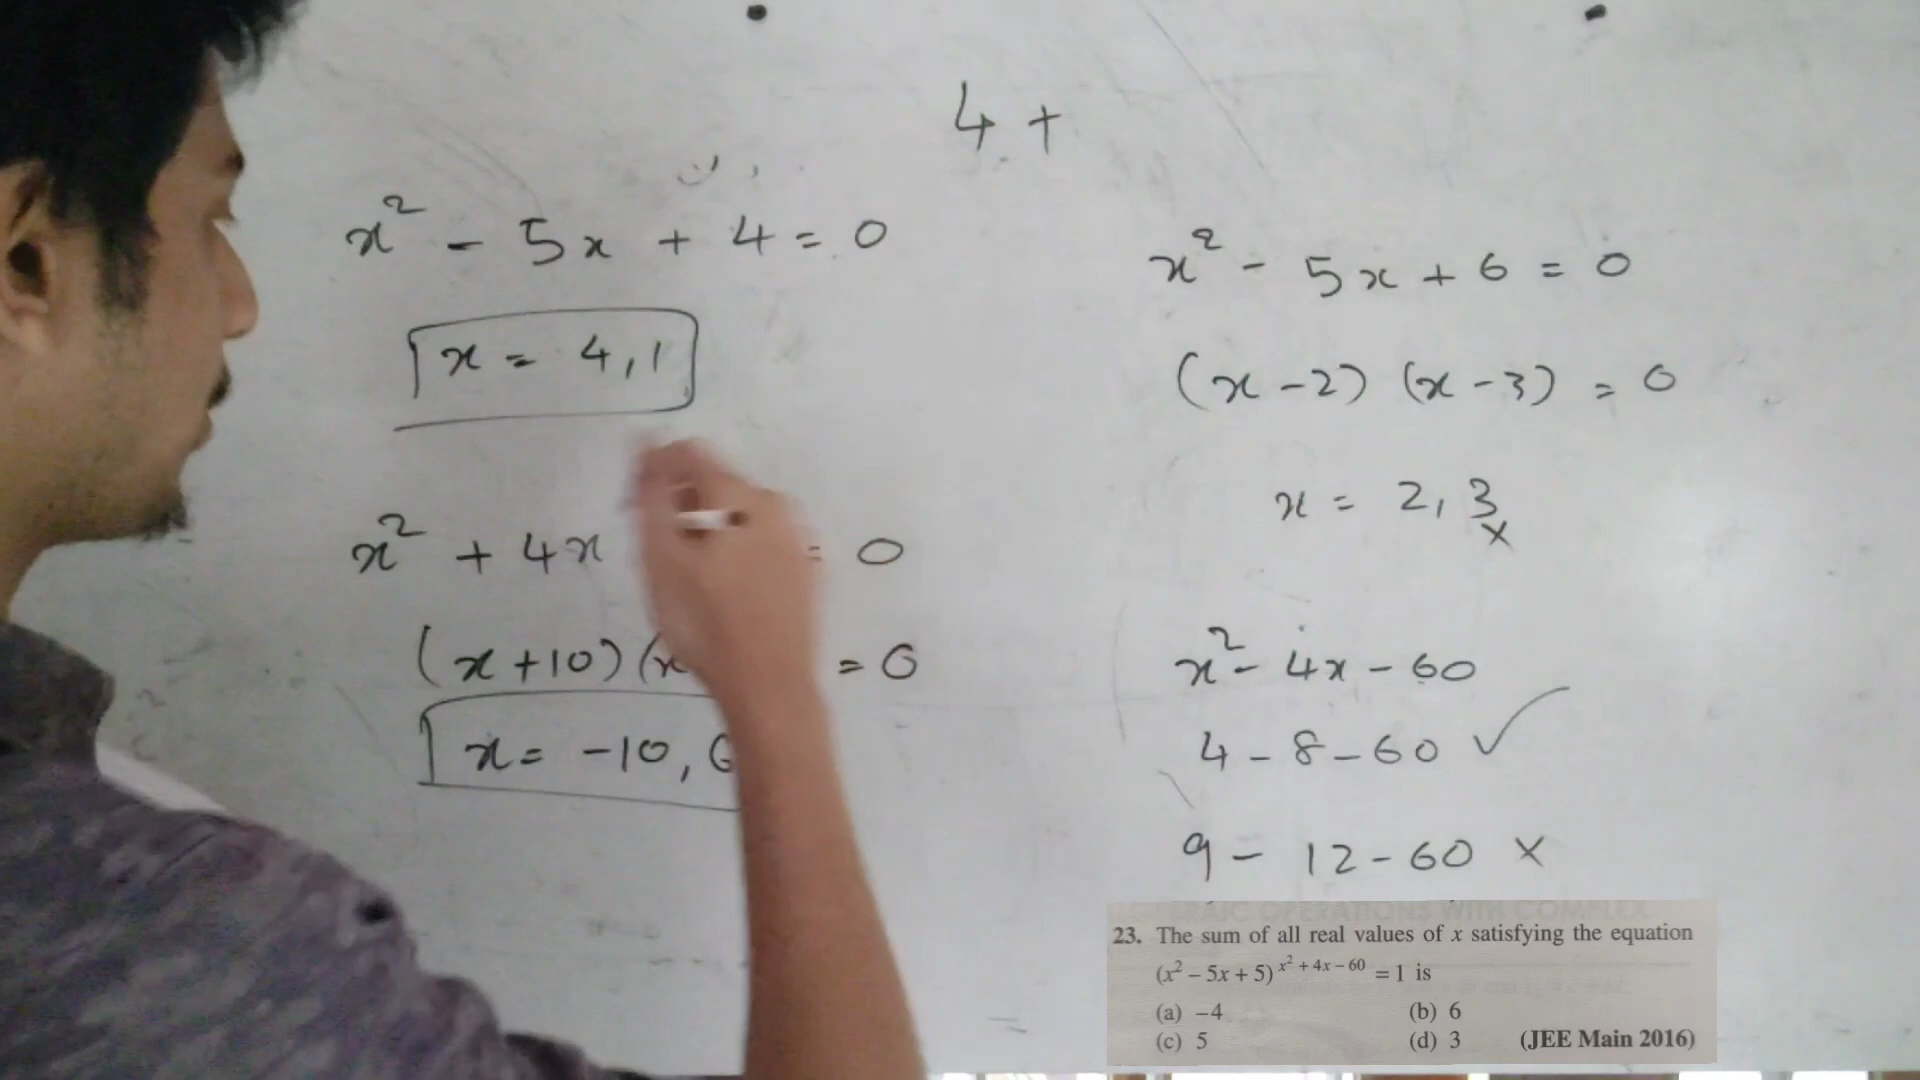 4 +
x² - 5x + 4 = 0
x = 4, 1
x² + 4x = 0
(x+10)(x = 0
x = -10, 6
x² - 5x + 6 = 0
(x-2) (x-3) = 0
x = 2, 3
x
x² - 4x - 60
4 - 8 - 60 ✓
9 - 12 - 60 x
23. The sum of all real values of x satisfying the equation
(x² – 5x + 5)^x² + 4x – 60 = 1 is
(a) –4 (b) 6
(c) 5 (d) 3 (JEE Main 2016)